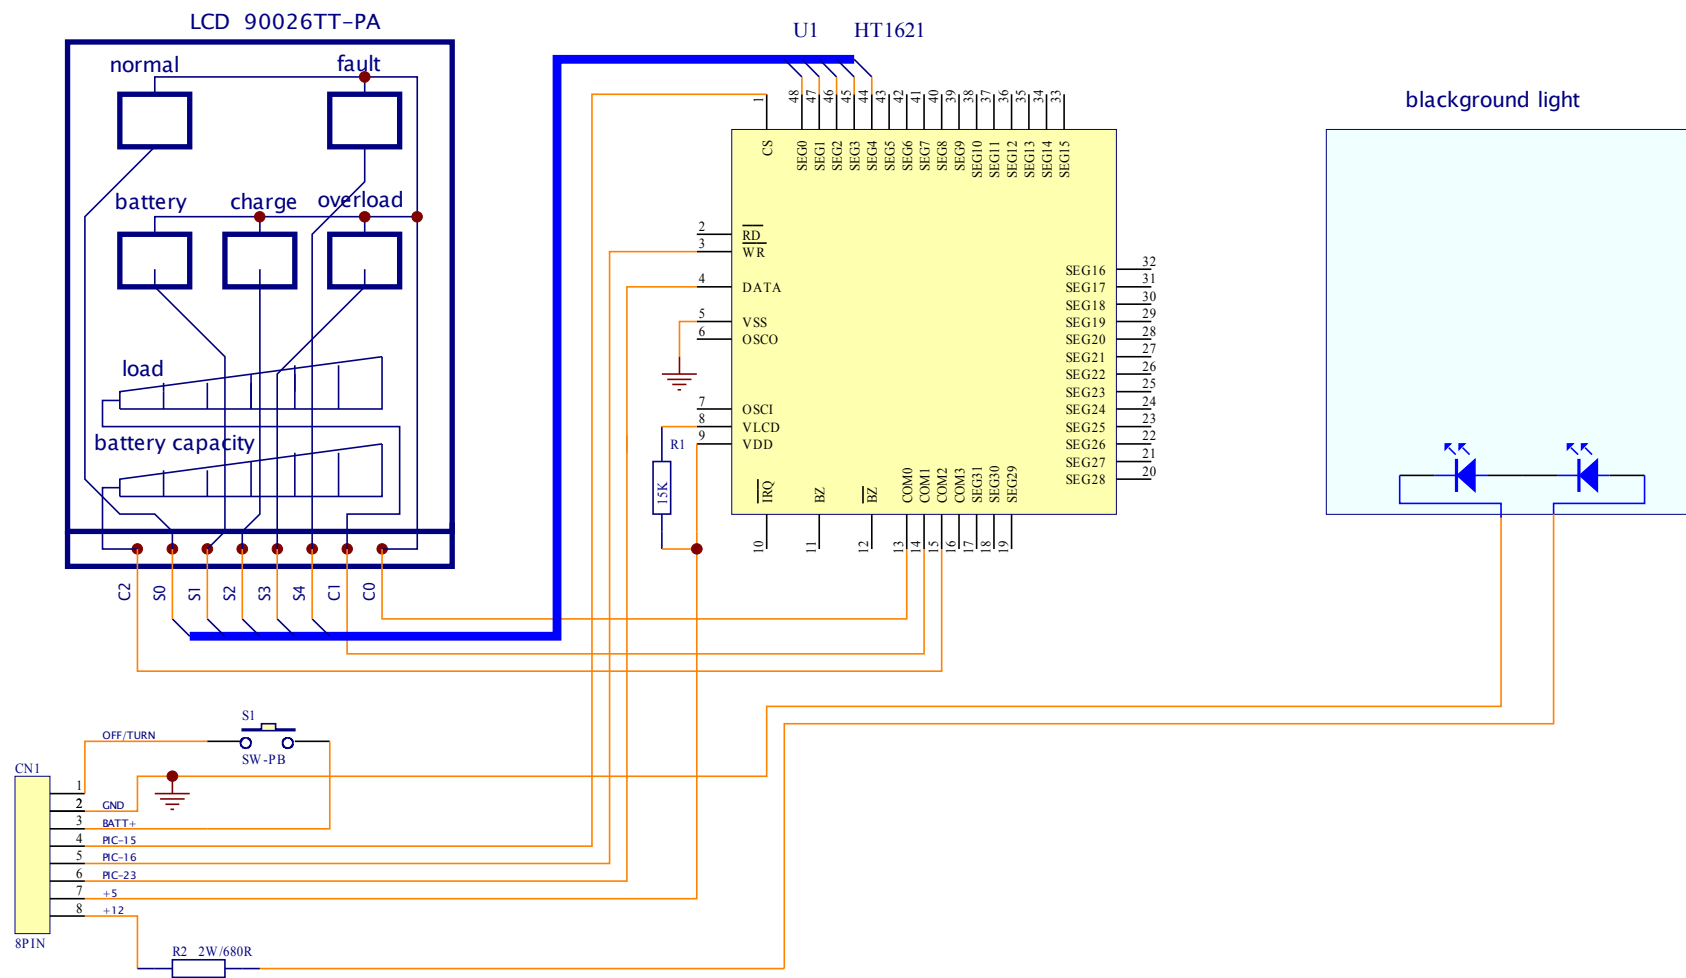 LCD 90026TT-PA
U1 HT1621
normal
fault
blackground light
battery
charge
overload
load
battery capacity
C2
S0
S1
S2
S3
S4
C1
C0
1
48
47
46
45
44
43
42
41
40
39
38
37
36
35
34
33
CS
SEG0
SEG1
SEG2
SEG3
SEG4
SEG5
SEG6
SEG7
SEG8
SEG9
SEG10
SEG11
SEG12
SEG13
SEG14
SEG15
2 RD
3 WR
4 DATA
5 VSS
6 OSCO
7 OSCI
8 VLCD
9 VDD
SEG16 32
SEG17 31
SEG18 30
SEG19 29
SEG20 28
SEG21 27
SEG22 26
SEG23 25
SEG24 24
SEG25 23
SEG26 22
SEG27 21
SEG28 20
IRQ
BZ
BZ
COM0
COM1
COM2
COM3
SEG31
SEG30
SEG29
10
11
12
13
14
15
16
17
18
19
R1
15K
S1
SW-PB
OFF/TURN
CN1
1
2 GND
3 BATT+
4 PIC-15
5 PIC-16
6 PIC-23
7 +5
8 +12
8PIN
R2 2W/680R